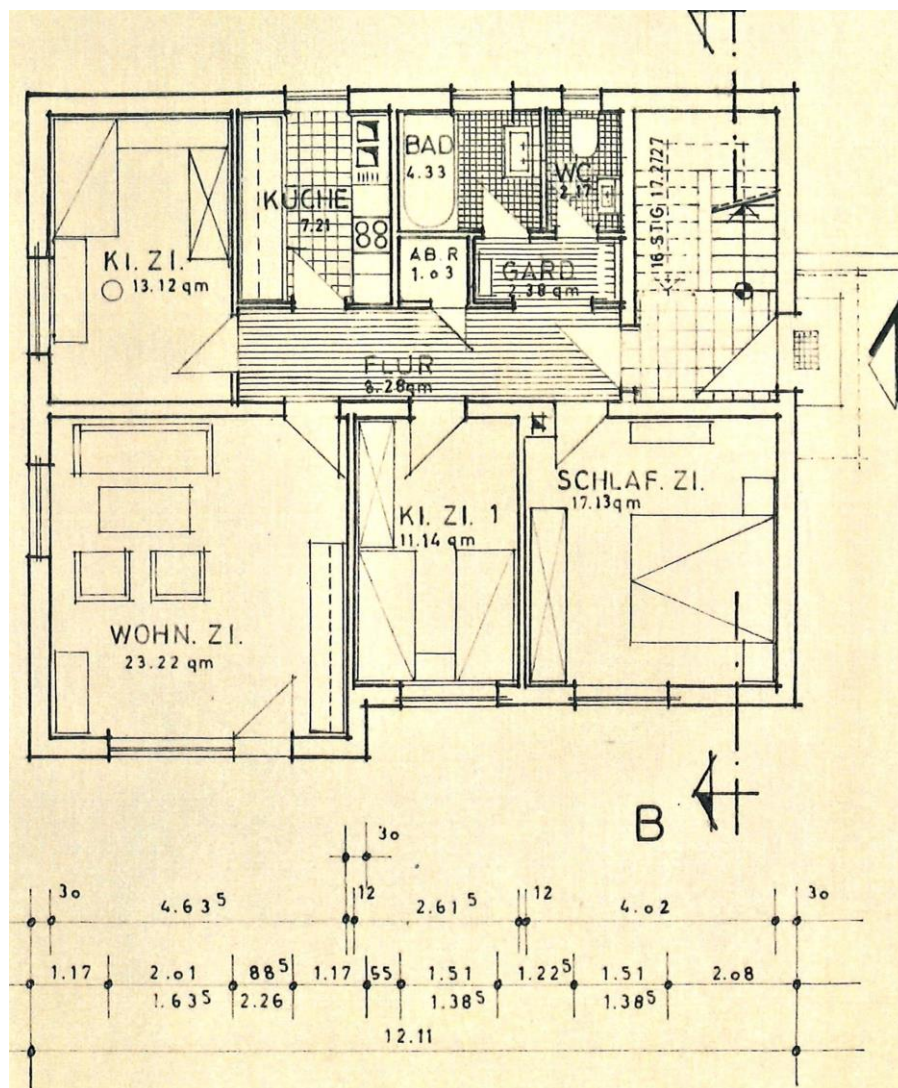 BAD
4.33
WC
2.17
KÜCHE
7.21
16 STG. 17.2 / 27
AB.R
1.o3
GARD
2.38 qm
KI. ZI.
13.12 qm
FLUR
8.28 qm
SCHLAF. ZI.
17.13 qm
KI. ZI. 1
11.14 qm
WOHN. ZI.
23.22 qm
B
3o
3o 4.63⁵ 12 2.61⁵ 12 4.o2 3o
1.17 2.o1 88⁵ 1.17 55 1.51 1.22⁵ 1.51 2.o8
1.63⁵ 2.26 1.38⁵ 1.38⁵
12.11